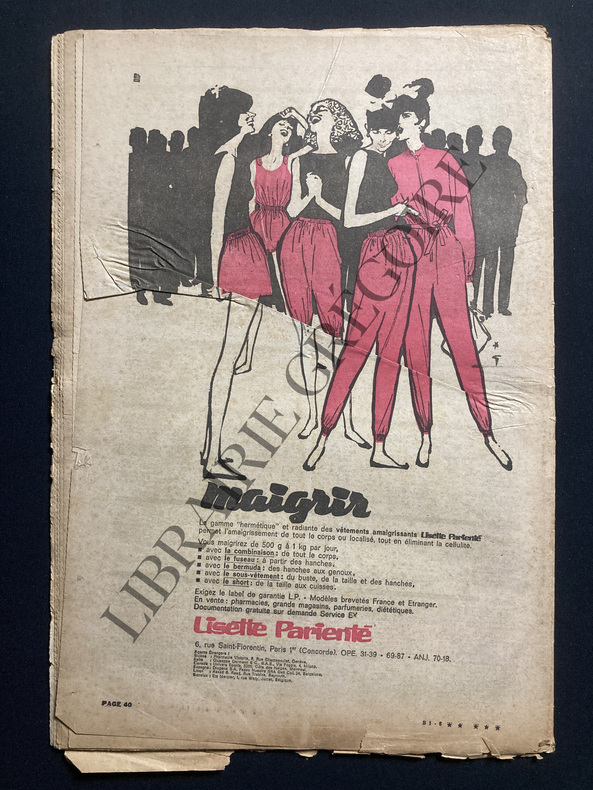 maigrir
La gamme "hermétique" et radiante des vêtements amaigrissants Lisette Parienté
permet l'amaigrissement de tout le corps ou localisé, tout en éliminant la cellulite.
Vous maigrirez de 500 g à 1 kg par jour,
■ avec la combinaison: de tout le corps,
■ avec le fuseau: à partir des hanches,
■ avec le bermuda: des hanches aux genoux,
■ avec le sous-vêtement: du buste, de la taille et des hanches,
■ avec le short: de la taille aux cuisses.
Exigez le label de garantie L.P. - Modèles brevetés France et Etranger.
En vente: pharmacies, grands magasins, parfumeries, diététiques.
Documentation gratuite sur demande Service EV
Lisette Parienté
6, rue Saint-Florentin, Paris 1er (Concorde). OPE. 31-39 - 69-87 - ANJ. 70-18.
PAGE 40
LIBRAIRIE GRÉGOIRE